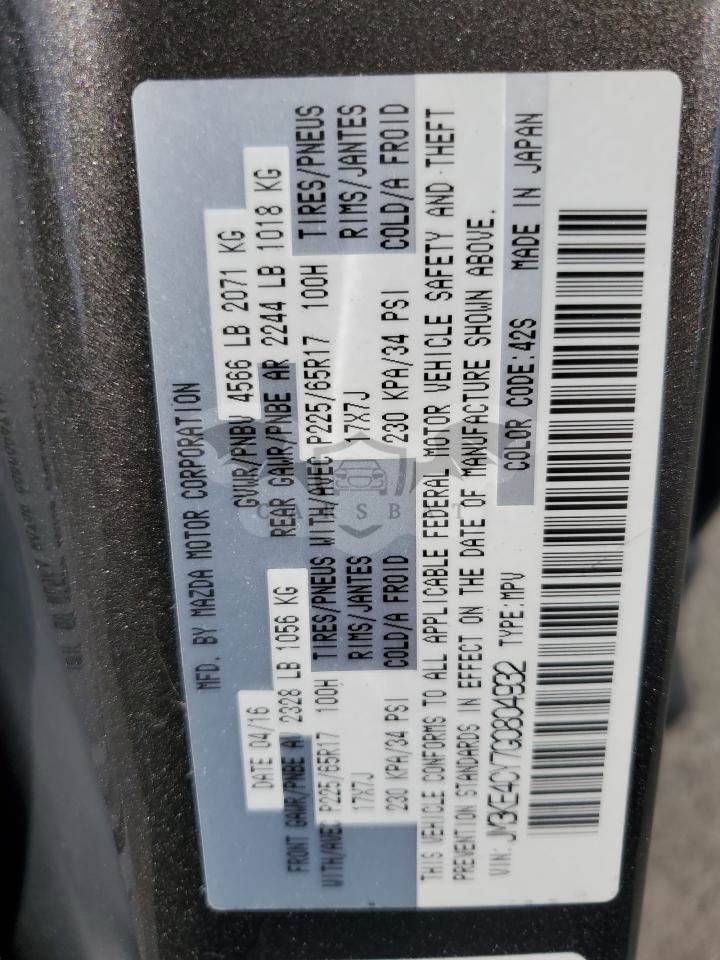 MFD. BY MAZDA MOTOR CORPORATION
DATE 04/16 GVWR/PNBV 4566 LB 2071 KG
FRONT GAWR/PNBE AV 2328 LB 1056 KG REAR GAWR/PNBE AR 2244 LB 1018 KG
WITH/AVEC P225/65R17 100H TIRES/PNEUS WITH/AVEC P225/65R17 100H TIRES/PNEUS
17X7J RIMS/JANTES 17X7J RIMS/JANTES
230 KPA/34 PSI COLD/A FROID 230 KPA/34 PSI COLD/A FROID
THIS VEHICLE CONFORMS TO ALL APPLICABLE FEDERAL MOTOR VEHICLE SAFETY AND THEFT
PREVENTION STANDARDS IN EFFECT ON THE DATE OF MANUFACTURE SHOWN ABOVE.
VIN: JM3KE4CY7G0804932 TYPE:MPV COLOR CODE:42S MADE IN JAPAN
CARSBAT